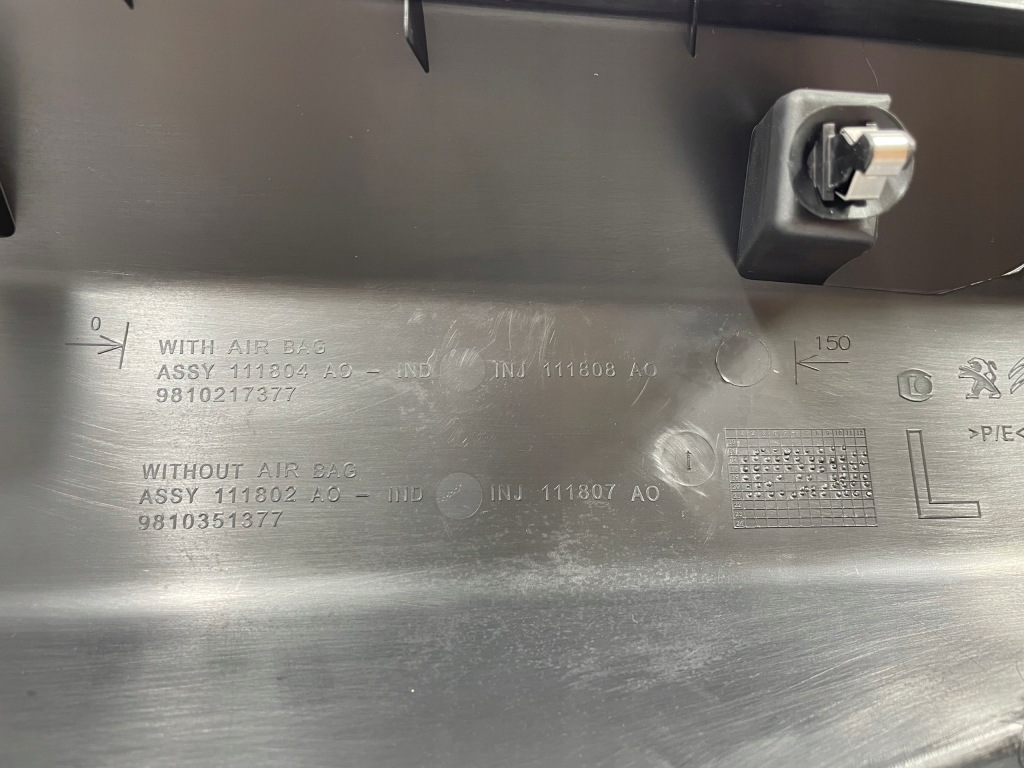 0
WITH AIR BAG
ASSY 111804 AO - IND INJ 111808 AO
9810217377
150
>P/E<
WITHOUT AIR BAG
ASSY 111802 AO - IND INJ 111807 AO
9810351377
1
L